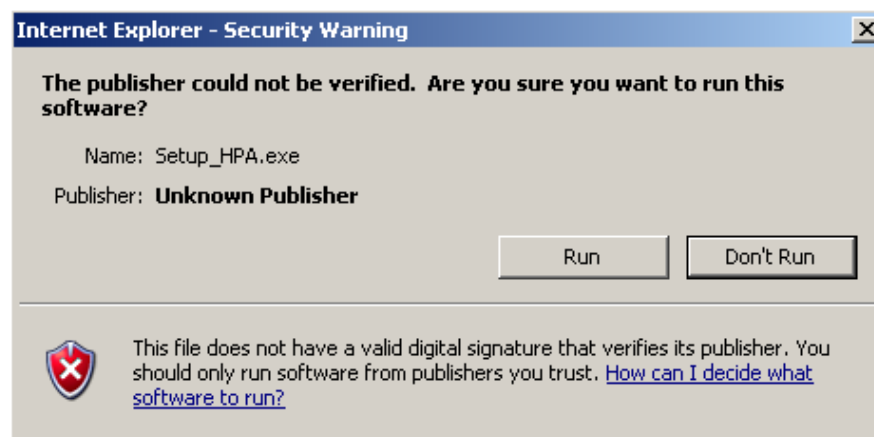 Internet Explorer - Security Warning
The publisher could not be verified. Are you sure you want to run this
software?
Name: Setup_HPA.exe
Publisher: Unknown Publisher
Run Don't Run
This file does not have a valid digital signature that verifies its publisher. You
should only run software from publishers you trust. How can I decide what
software to run?